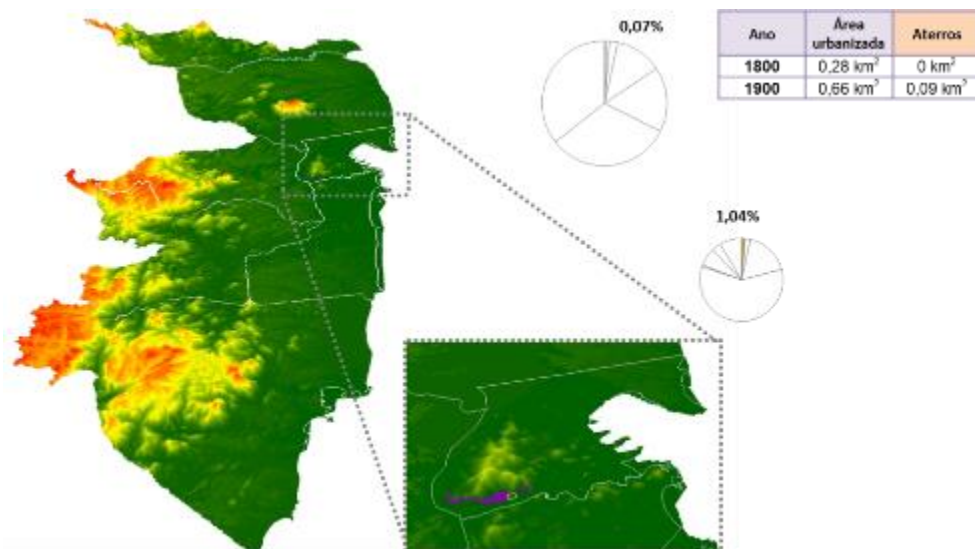 0,07%
Ano Área urbanizada Aterros
1800 0,28 km² 0 km²
1900 0,66 km² 0,09 km²
1,04%